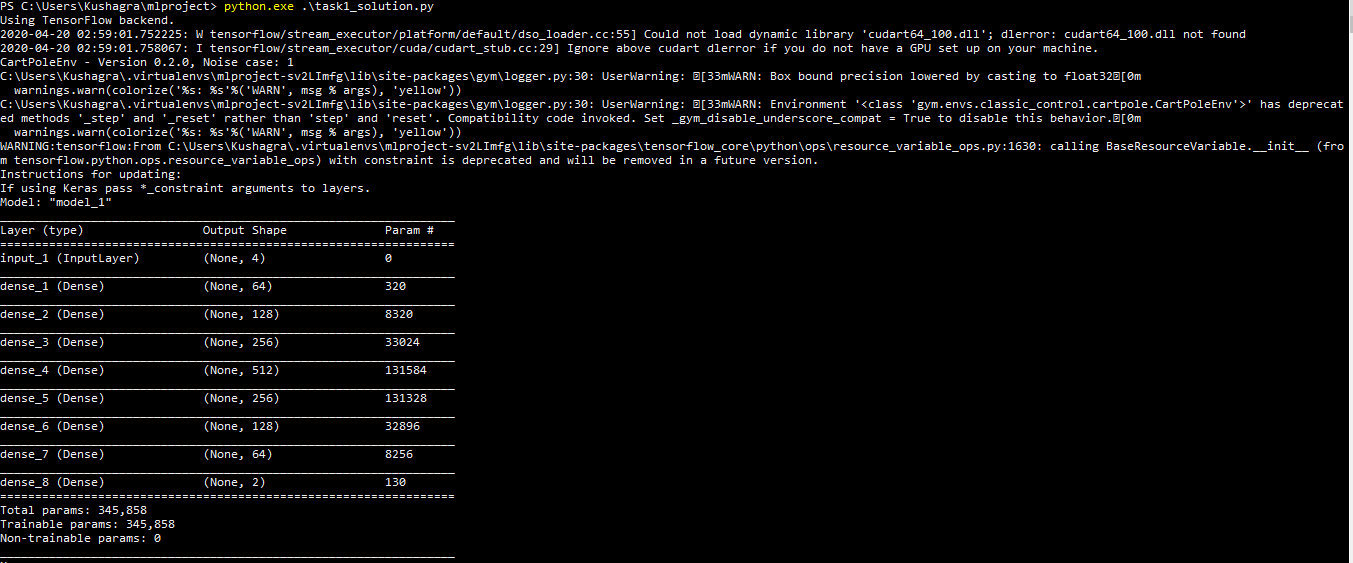 PS C:\Users\Kushagra\mlproject> python.exe .\task1_solution.py
Using TensorFlow backend.
2020-04-20 02:59:01.752225: W tensorflow/stream_executor/platform/default/dso_loader.cc:55] Could not load dynamic library 'cudart64_100.dll'; dlerror: cudart64_100.dll not found
2020-04-20 02:59:01.758067: I tensorflow/stream_executor/cuda/cudart_stub.cc:29] Ignore above cudart dlerror if you do not have a GPU set up on your machine.
CartPoleEnv - Version 0.2.0, Noise case: 1
C:\Users\Kushagra\.virtualenvs\mlproject-sv2LImfg\lib\site-packages\gym\logger.py:30: UserWarning: [33mWARN: Box bound precision lowered by casting to float32[0m
  warnings.warn(colorize('%s: %s'%('WARN', msg % args), 'yellow'))
C:\Users\Kushagra\.virtualenvs\mlproject-sv2LImfg\lib\site-packages\gym\logger.py:30: UserWarning: [33mWARN: Environment '<class 'gym.envs.classic_control.cartpole.CartPoleEnv'>' has deprecat
ed methods '_step' and '_reset' rather than 'step' and 'reset'. Compatibility code invoked. Set _gym_disable_underscore_compat = True to disable this behavior.[0m
  warnings.warn(colorize('%s: %s'%('WARN', msg % args), 'yellow'))
WARNING:tensorflow:From C:\Users\Kushagra\.virtualenvs\mlproject-sv2LImfg\lib\site-packages\tensorflow_core\python\ops\resource_variable_ops.py:1630: calling BaseResourceVariable.__init__ (fro
m tensorflow.python.ops.resource_variable_ops) with constraint is deprecated and will be removed in a future version.
Instructions for updating:
If using Keras pass *_constraint arguments to layers.
Model: "model_1"
_________________________________________________________________
Layer (type)                 Output Shape              Param #
=================================================================
input_1 (InputLayer)         (None, 4)                 0
_________________________________________________________________
dense_1 (Dense)              (None, 64)                320
_________________________________________________________________
dense_2 (Dense)              (None, 128)               8320
_________________________________________________________________
dense_3 (Dense)              (None, 256)               33024
_________________________________________________________________
dense_4 (Dense)              (None, 512)               131584
_________________________________________________________________
dense_5 (Dense)              (None, 256)               131328
_________________________________________________________________
dense_6 (Dense)              (None, 128)               32896
_________________________________________________________________
dense_7 (Dense)              (None, 64)                8256
_________________________________________________________________
dense_8 (Dense)              (None, 2)                 130
=================================================================
Total params: 345,858
Trainable params: 345,858
Non-trainable params: 0
_________________________________________________________________